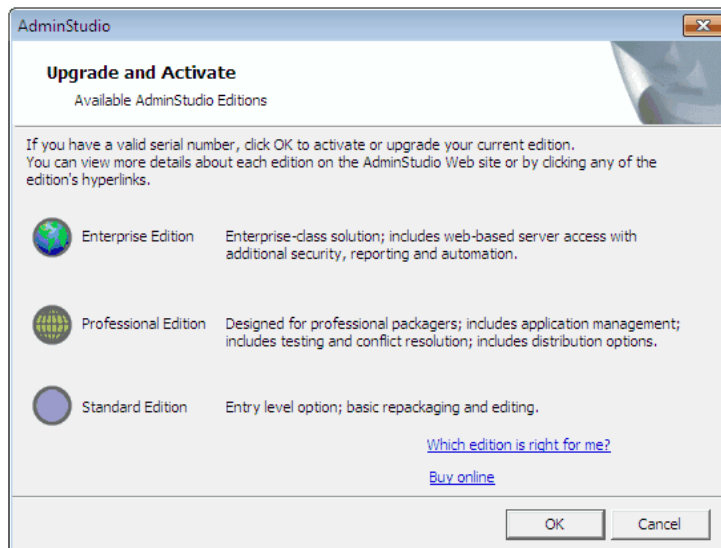 AdminStudio
Upgrade and Activate
Available AdminStudio Editions
If you have a valid serial number, click OK to activate or upgrade your current edition.
You can view more details about each edition on the AdminStudio Web site or by clicking any of the
edition's hyperlinks.
Enterprise Edition
Enterprise-class solution; includes web-based server access with
additional security, reporting and automation.
Professional Edition
Designed for professional packagers; includes application management;
includes testing and conflict resolution; includes distribution options.
Standard Edition
Entry level option; basic repackaging and editing.
Which edition is right for me?
Buy online
OK
Cancel